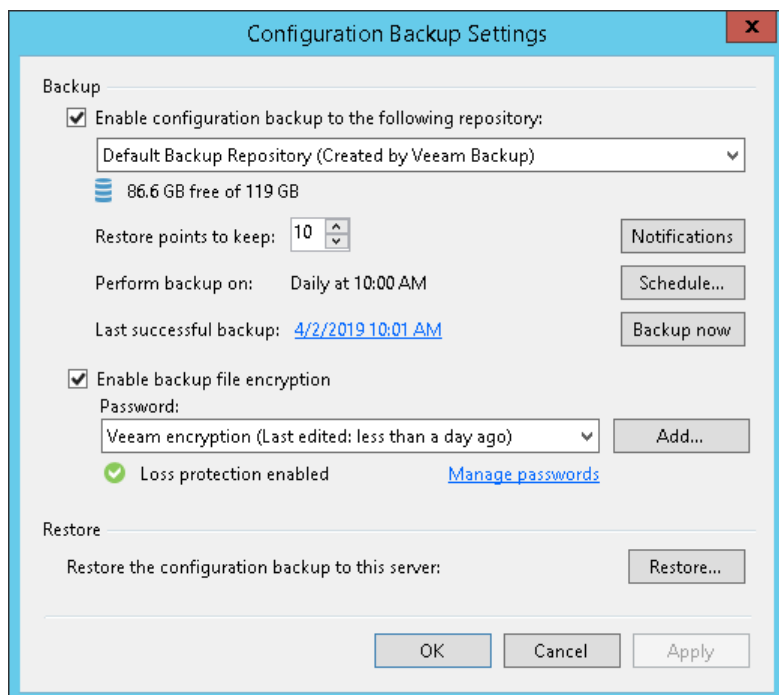 Configuration Backup Settings
x
Backup
Enable configuration backup to the following repository:
Default Backup Repository (Created by Veeam Backup)
86.6 GB free of 119 GB
Restore points to keep: 10 Notifications
Perform backup on: Daily at 10:00 AM Schedule...
Last successful backup: 4/2/2019 10:01 AM Backup now
Enable backup file encryption
Password:
Veeam encryption (Last edited: less than a day ago) Add...
Loss protection enabled Manage passwords
Restore
Restore the configuration backup to this server: Restore...
OK Cancel Apply